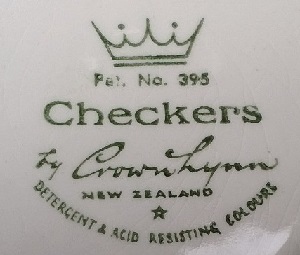 Pat. No. 395
Checkers
by Crown Lynn
NEW ZEALAND
DETERGENT & ACID RESISTING COLOURS